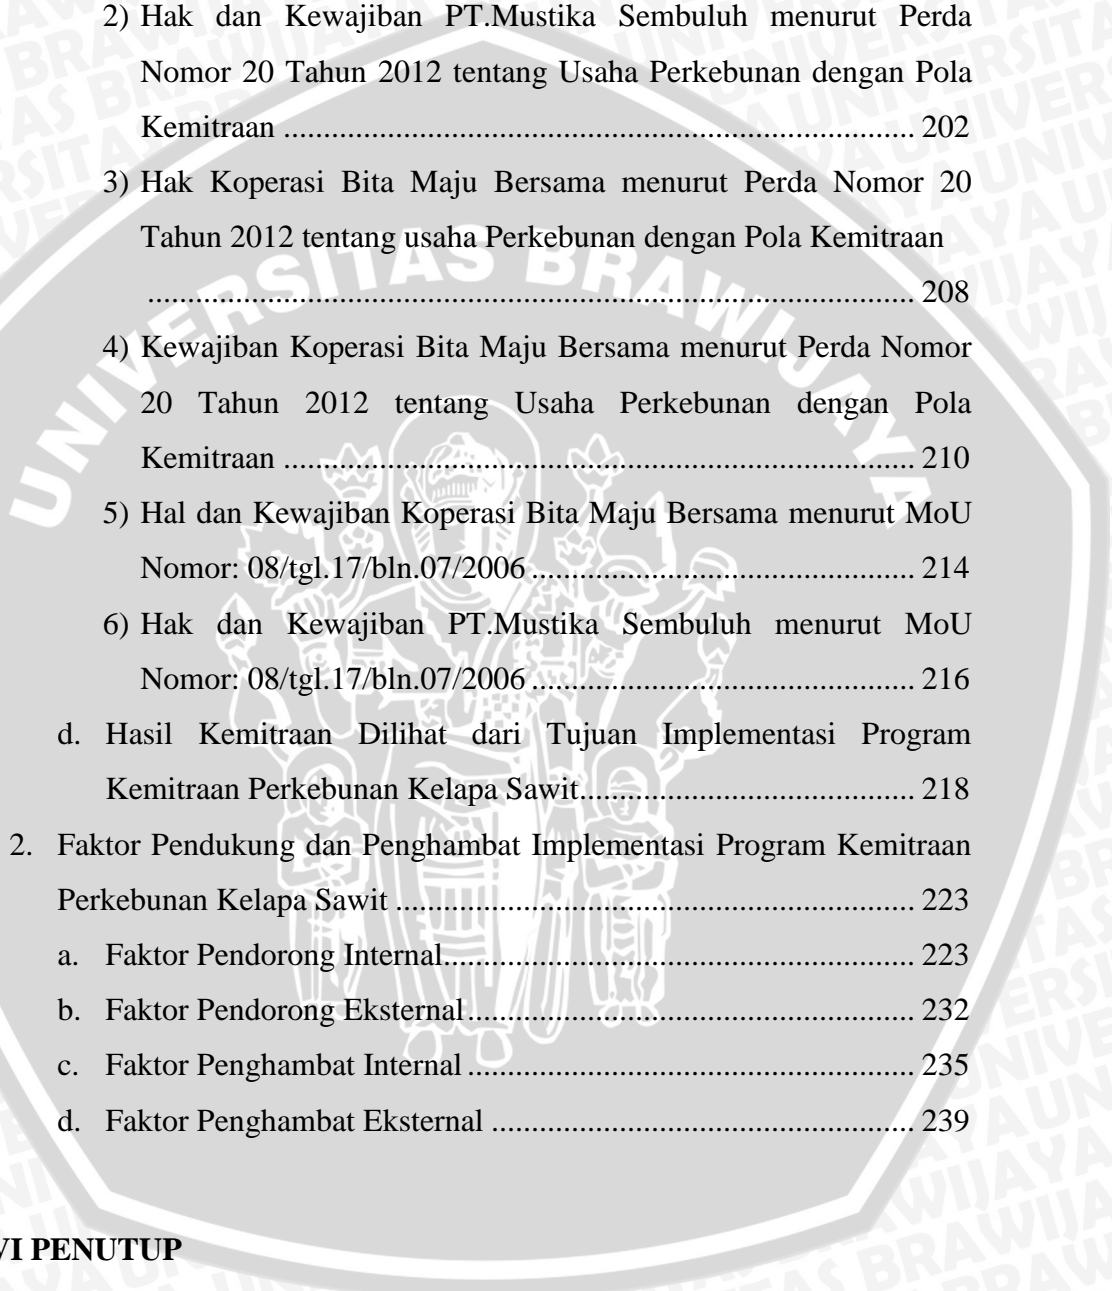 2) Hak dan Kewajiban PT.Mustika Sembuluh menurut Perda
Nomor 20 Tahun 2012 tentang Usaha Perkebunan dengan Pola
Kemitraan ............................................................................... 202
3) Hak Koperasi Bita Maju Bersama menurut Perda Nomor 20
Tahun 2012 tentang usaha Perkebunan dengan Pola Kemitraan
................................................................................................ 208
4) Kewajiban Koperasi Bita Maju Bersama menurut Perda Nomor
20 Tahun 2012 tentang Usaha Perkebunan dengan Pola
Kemitraan ............................................................................... 210
5) Hal dan Kewajiban Koperasi Bita Maju Bersama menurut MoU
Nomor: 08/tgl.17/bln.07/2006 ................................................ 214
6) Hak dan Kewajiban PT.Mustika Sembuluh menurut MoU
Nomor: 08/tgl.17/bln.07/2006 ................................................ 216
d. Hasil Kemitraan Dilihat dari Tujuan Implementasi Program
Kemitraan Perkebunan Kelapa Sawit.......................................... 218
2. Faktor Pendukung dan Penghambat Implementasi Program Kemitraan
Perkebunan Kelapa Sawit ................................................................. 223
a. Faktor Pendorong Internal........................................................... 223
b. Faktor Pendorong Eksternal ........................................................ 232
c. Faktor Penghambat Internal ........................................................ 235
d. Faktor Penghambat Eksternal ..................................................... 239
VI PENUTUP
UNIVERSITAS BRAWIJAYA